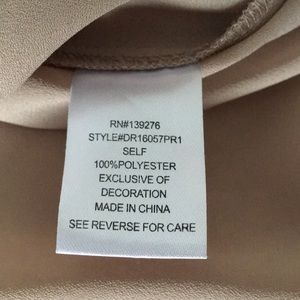 RN#139276
STYLE#DR16057PR1
SELF
100%POLYESTER
EXCLUSIVE OF
DECORATION
MADE IN CHINA
SEE REVERSE FOR CARE